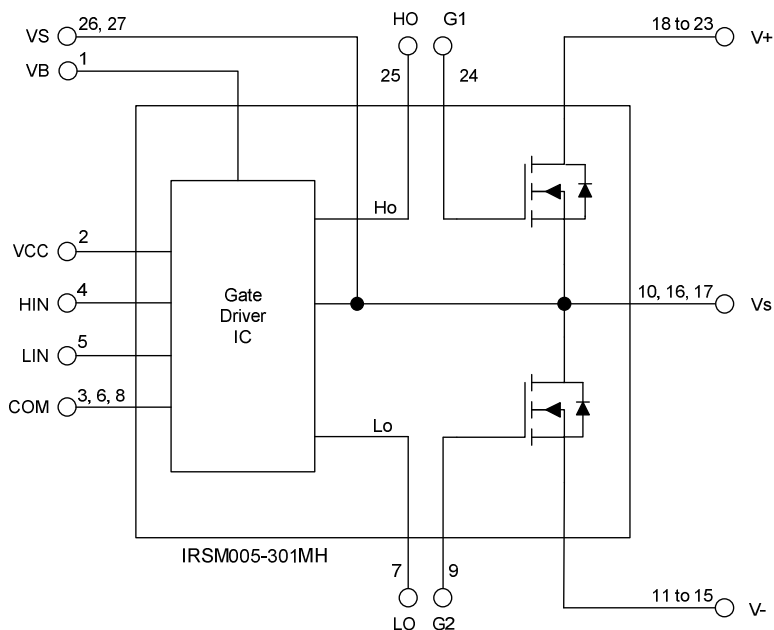 VS 26, 27
HO G1
18 to 23 V+
VB 1
25 24
Ho
VCC 2
HIN 4
Gate
Driver
IC
10, 16, 17 Vs
LIN 5
COM 3, 6, 8
Lo
IRSM005-301MH
7 9
LO G2
11 to 15 V-